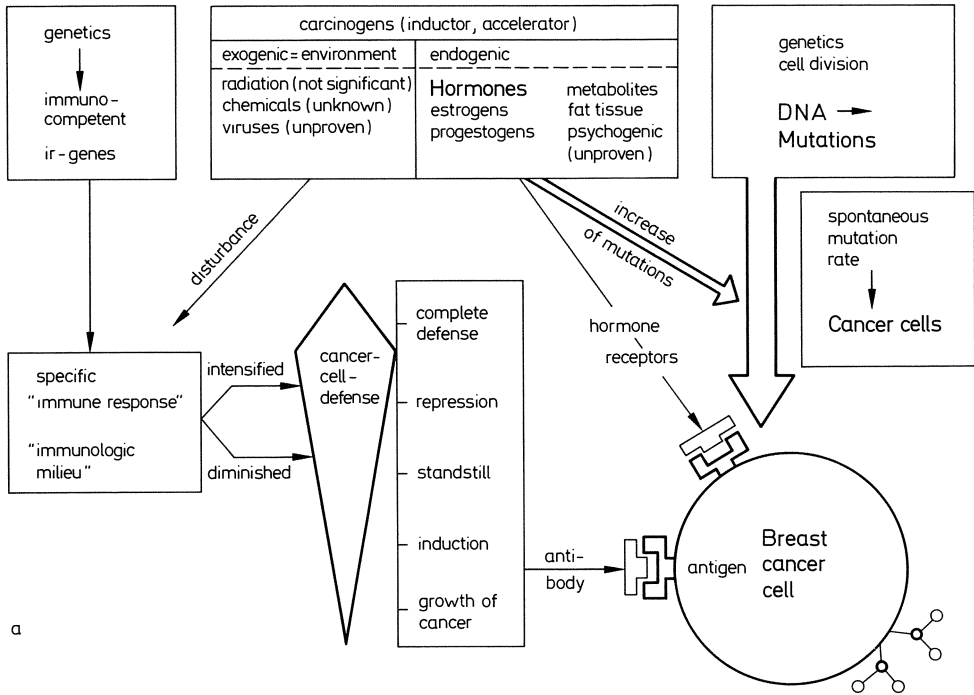 genetics
immuno-
competent
ir-genes
carcinogens (inductor, accelerator)
exogenic = environment
radiation (not significant)
chemicals (unknown)
viruses (unproven)
endogenic
Hormones
estrogens
progestogens
metabolites
fat tissue
psychogenic
(unproven)
genetics
cell division
DNA →
Mutations
spontaneous
mutation
rate
Cancer cells
disturbance
increase
of mutations
hormone
receptors
specific
"immune response"
"immunologic
milieu"
intensified
diminished
cancer-
cell-
defense
complete
defense
repression
standstill
induction
growth of
cancer
anti-
body
antigen
Breast
cancer
cell
a